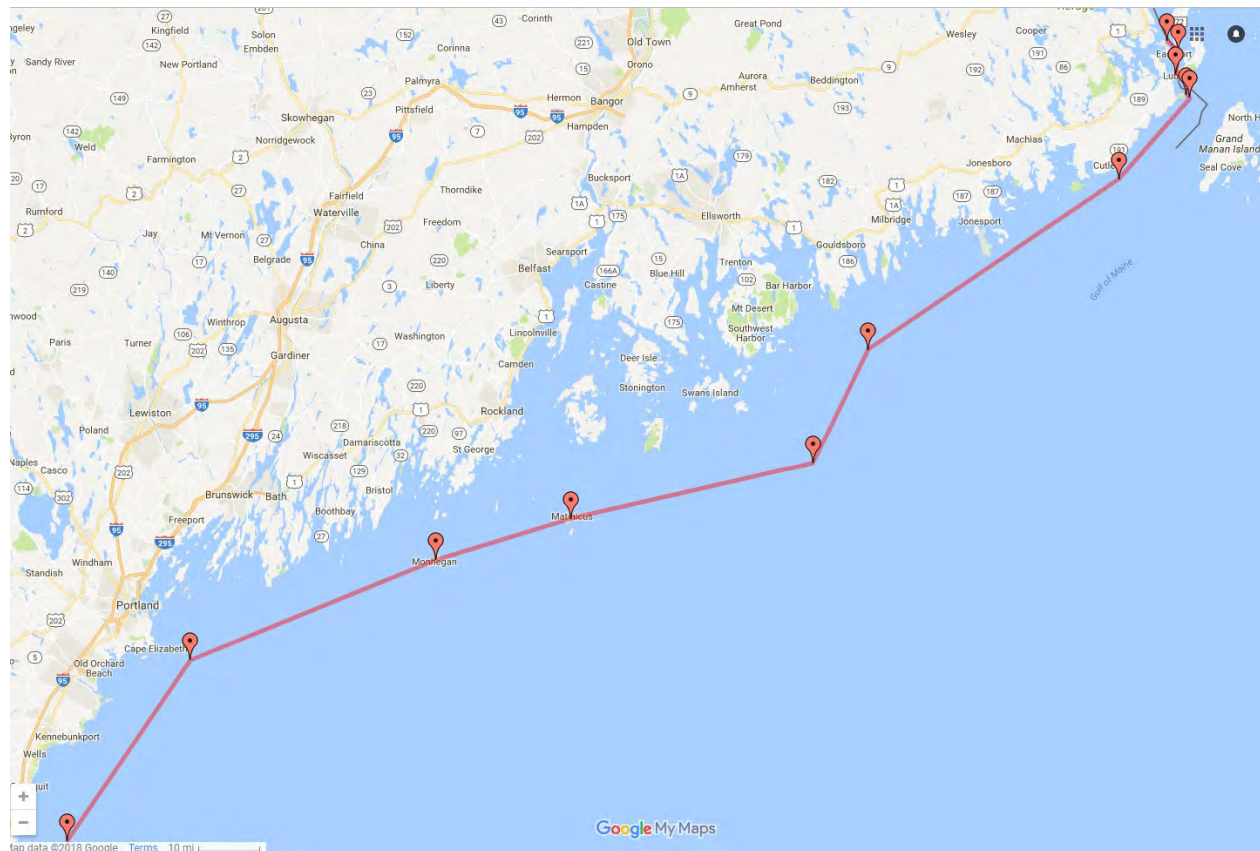 Kingfield
Solon
Embden
Corinth
Old Town
Orono
Great Pond
Wesley
Cooper
Sandy River
New Portland
Corinna
Palmyra
Pittsfield
Hermon
Bangor
Hampden
Aurora
Amherst
Beddington
Skowhegan
Norridgewock
Weld
Farmington
Machias
North H
Grand
Manan Island
Seal Cove
Jonesboro
Bucksport
Thorndike
Fairfield
Waterville
Rumford
Freedom
Ellsworth
Milbridge
Jonesport
Jay
Mt Vernon
China
Searsport
Gouldsboro
Belgrade
Belfast
Trenton
Castine
Blue Hill
Liberty
Bar Harbor
Gulf of Maine
Winthrop
Augusta
Mt Desert
Paris
Turner
Washington
Lincolnville
Southwest
Harbor
Gardiner
Camden
Deer Isle
Stonington
Swans Island
Lewiston
Rockland
Poland
Damariscotta
St George
Wiscasset
Naples
Casco
Brunswick
Bath
Bristol
Boothbay
Freeport
Matinicus
Monhegan
Windham
Standish
Portland
Cape Elizabeth
Old Orchard
Beach
Kennebunkport
Wells
Google My Maps
Map data ©2018 Google Terms 10 mi